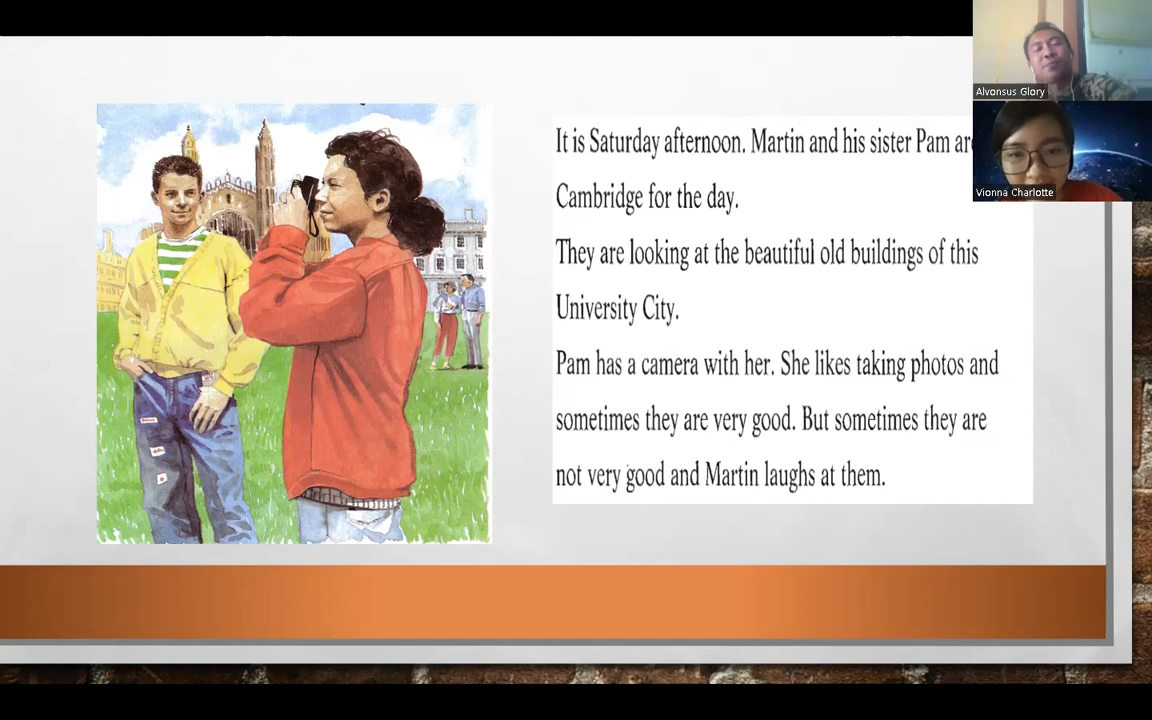 It is Saturday afternoon. Martin and his sister Pam are
Cambridge for the day.
They are looking at the beautiful old buildings of this
University City.
Pam has a camera with her. She likes taking photos and
sometimes they are very good. But sometimes they are
not very good and Martin laughs at them.
Alvonsus Glory
Vionna Charlotte